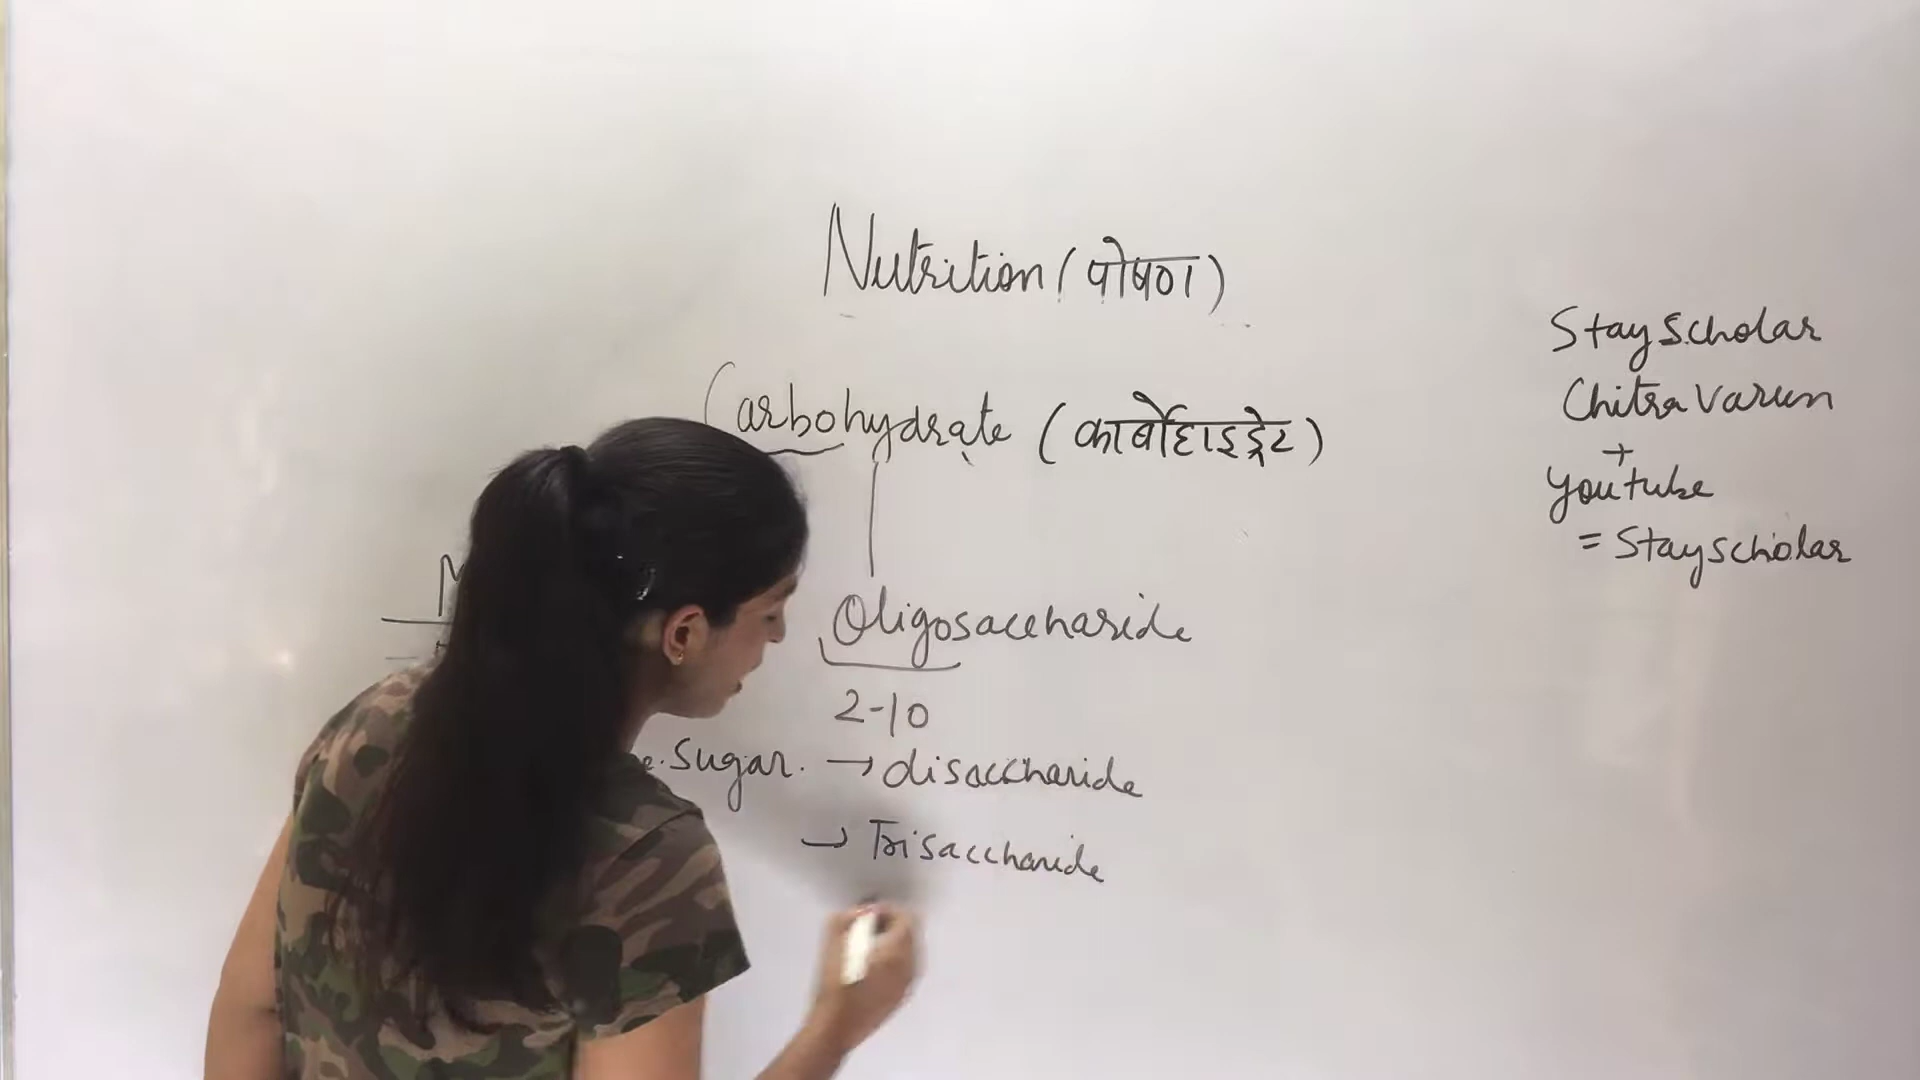 Nutrition (पोषण)
Carbohydrate (कार्बोहाइड्रेट)
Oligosaccharide
2-10
Sugar. → disaccharide
→ Trisaccharide
Stay Scholar
Chitra Varun
+
Youtube
= Stayscholar